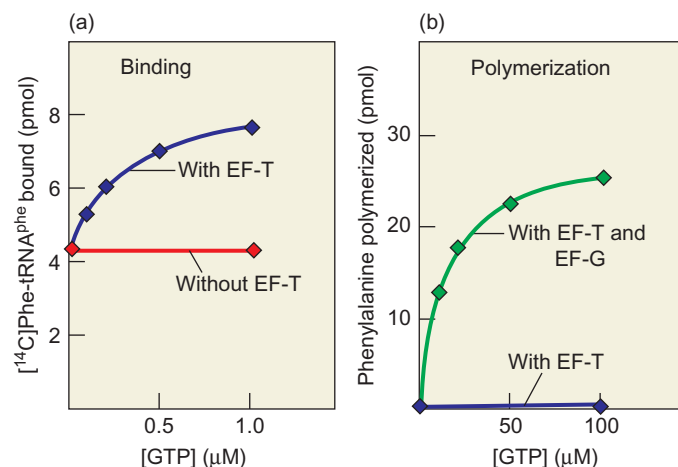 (a)
Binding
[¹⁴C]Phe-tRNAᵖʰᵉ bound (pmol)
8
6
4
2
With EF-T
Without EF-T
0.5
1.0
[GTP] (μM)
(b)
Polymerization
Phenylalanine polymerized (pmol)
30
20
10
With EF-T and
EF-G
With EF-T
50
100
[GTP] (μM)